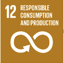 12 RESPONSIBLE
CONSUMPTION
AND PRODUCTION